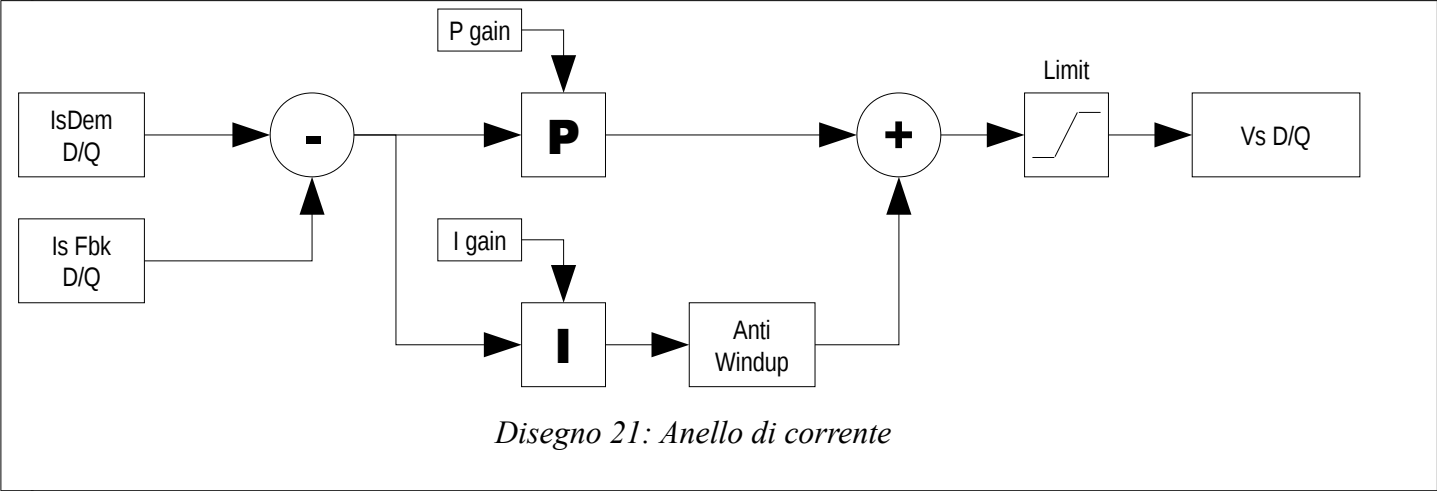 P gain
Limit
IsDem
D/Q
-
P
+
Vs D/Q
Is Fbk
D/Q
I gain
I
Anti
Windup
Disegno 21: Anello di corrente